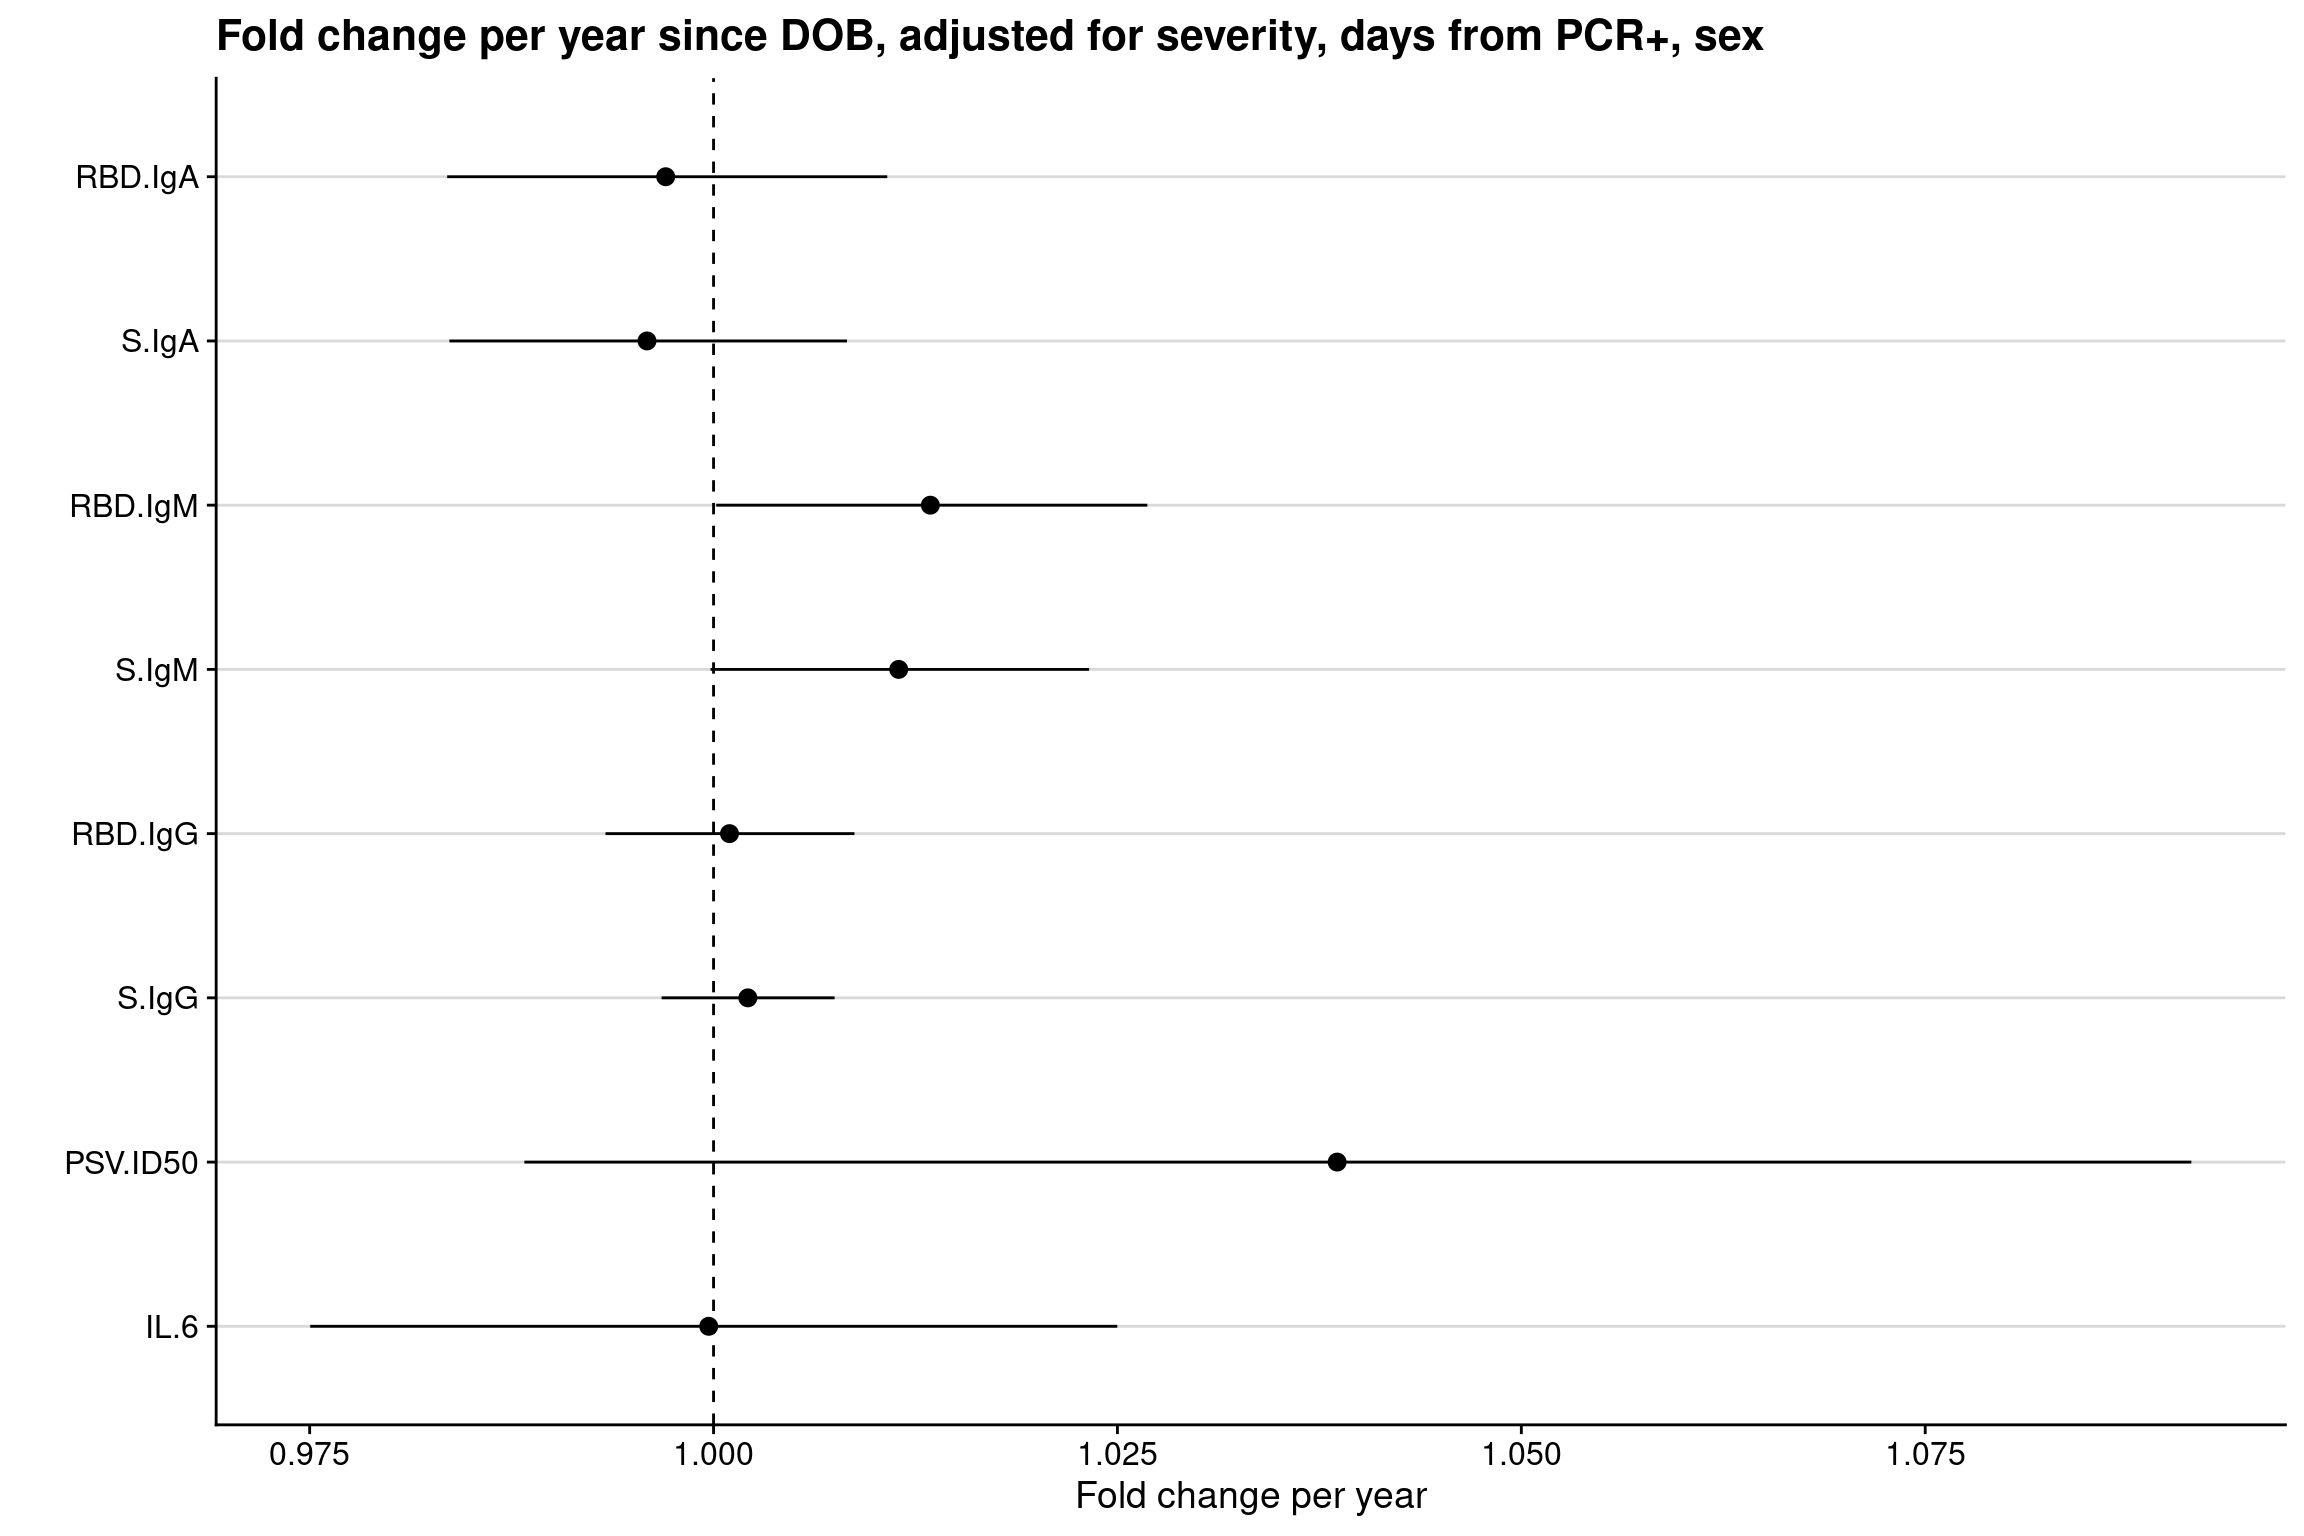 Fold change per year since DOB, adjusted for severity, days from PCR+, sex
RBD.IgA
S.IgA
RBD.IgM
S.IgM
RBD.IgG
S.IgG
PSV.ID50
IL.6
0.975 1.000 1.025 1.050 1.075
Fold change per year